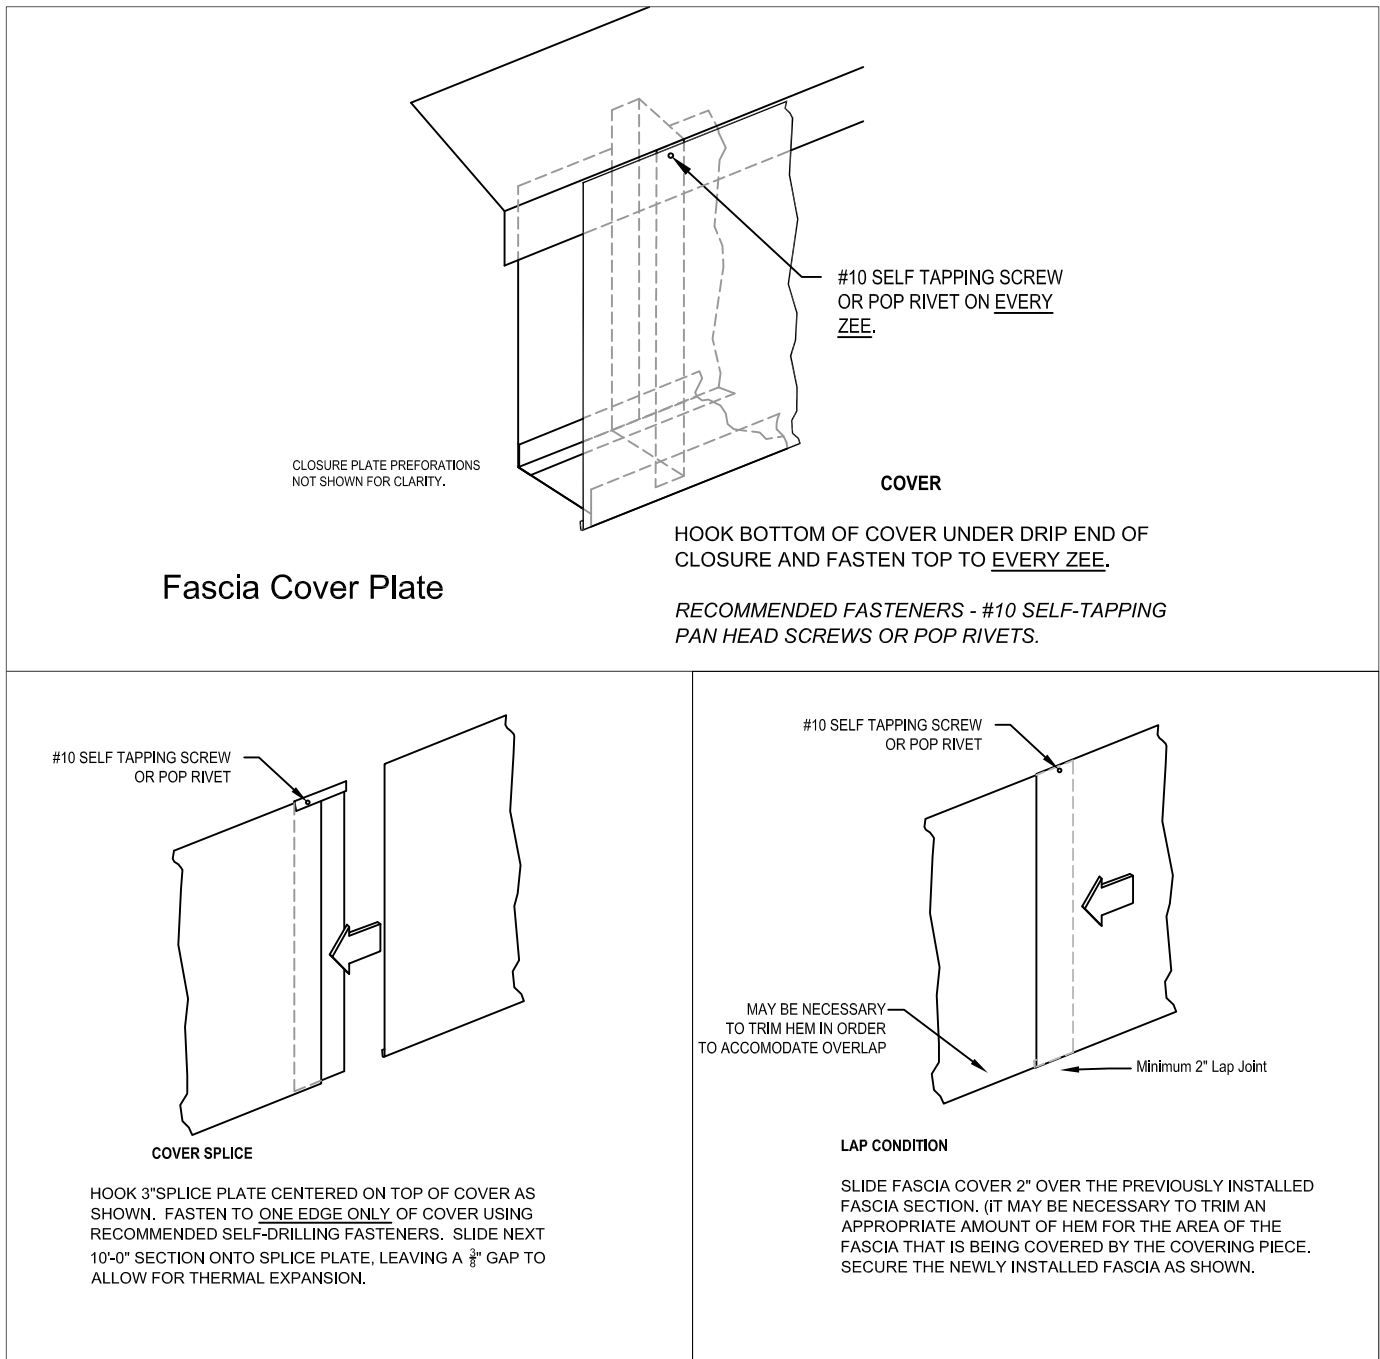 #10 SELF TAPPING SCREW
OR POP RIVET ON EVERY
ZEE.
CLOSURE PLATE PREFORATIONS
NOT SHOWN FOR CLARITY.
COVER
HOOK BOTTOM OF COVER UNDER DRIP END OF
CLOSURE AND FASTEN TOP TO EVERY ZEE.
Fascia Cover Plate
RECOMMENDED FASTENERS - #10 SELF-TAPPING
PAN HEAD SCREWS OR POP RIVETS.
#10 SELF TAPPING SCREW
OR POP RIVET
COVER SPLICE
HOOK 3"SPLICE PLATE CENTERED ON TOP OF COVER AS
SHOWN. FASTEN TO ONE EDGE ONLY OF COVER USING
RECOMMENDED SELF-DRILLING FASTENERS. SLIDE NEXT
10'-0" SECTION ONTO SPLICE PLATE, LEAVING A 3/8" GAP TO
ALLOW FOR THERMAL EXPANSION.
#10 SELF TAPPING SCREW
OR POP RIVET
MAY BE NECESSARY
TO TRIM HEM IN ORDER
TO ACCOMODATE OVERLAP
Minimum 2" Lap Joint
LAP CONDITION
SLIDE FASCIA COVER 2" OVER THE PREVIOUSLY INSTALLED
FASCIA SECTION. (iT MAY BE NECESSARY TO TRIM AN
APPROPRIATE AMOUNT OF HEM FOR THE AREA OF THE
FASCIA THAT IS BEING COVERED BY THE COVERING PIECE.
SECURE THE NEWLY INSTALLED FASCIA AS SHOWN.